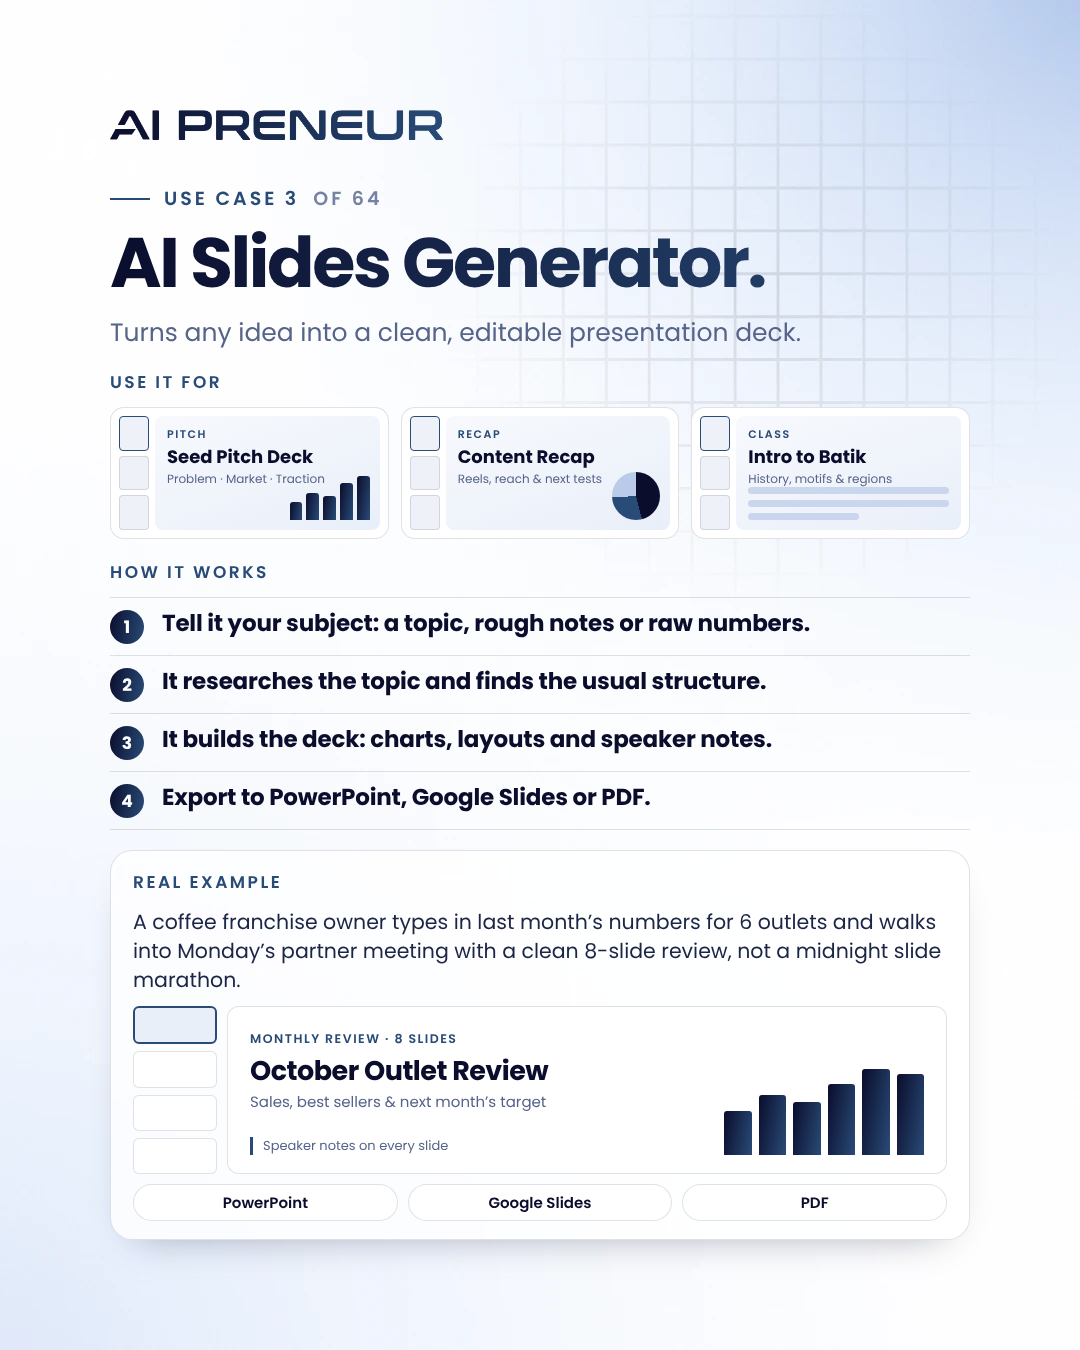 AI PRENEUR
USE CASE 3 OF 64
AI Slides Generator.
Turns any idea into a clean, editable presentation deck.
USE IT FOR
PITCH
Seed Pitch Deck
Problem · Market · Traction
RECAP
Content Recap
Reels, reach & next tests
CLASS
Intro to Batik
History, motifs & regions
HOW IT WORKS
1 Tell it your subject: a topic, rough notes or raw numbers.
2 It researches the topic and finds the usual structure.
3 It builds the deck: charts, layouts and speaker notes.
4 Export to PowerPoint, Google Slides or PDF.
REAL EXAMPLE
A coffee franchise owner types in last month’s numbers for 6 outlets and walks
into Monday’s partner meeting with a clean 8-slide review, not a midnight slide
marathon.
MONTHLY REVIEW · 8 SLIDES
October Outlet Review
Sales, best sellers & next month’s target
Speaker notes on every slide
PowerPoint
Google Slides
PDF